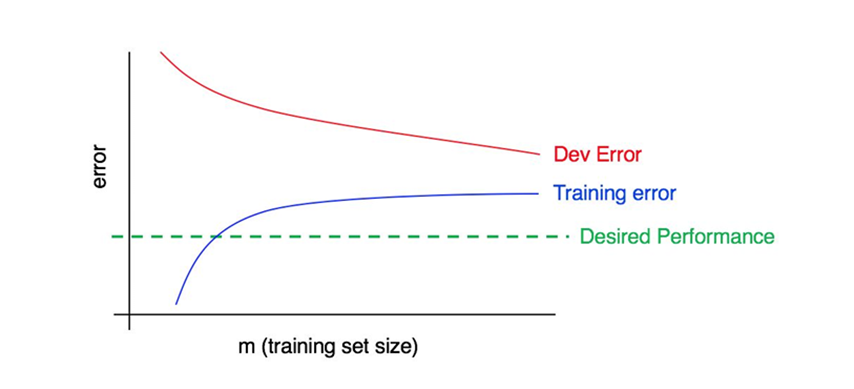 error
Dev Error
Training error
Desired Performance
m (training set size)